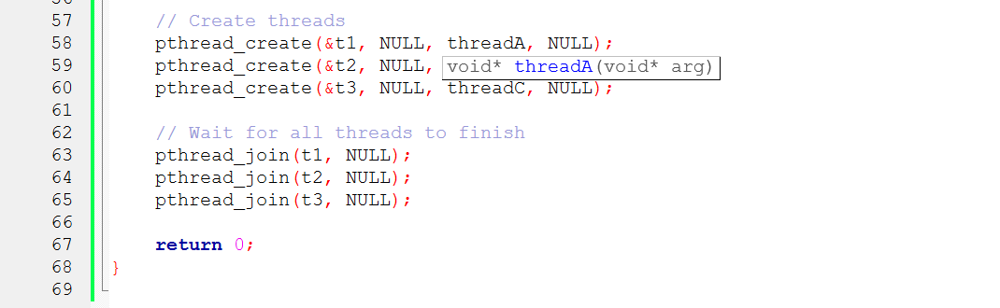 57 // Create threads
58 pthread_create(&t1, NULL, threadA, NULL);
59 pthread_create(&t2, NULL, void* threadA(void* arg)
60 pthread_create(&t3, NULL, threadC, NULL);
61
62 // Wait for all threads to finish
63 pthread_join(t1, NULL);
64 pthread_join(t2, NULL);
65 pthread_join(t3, NULL);
66
67 return 0;
68 }
69